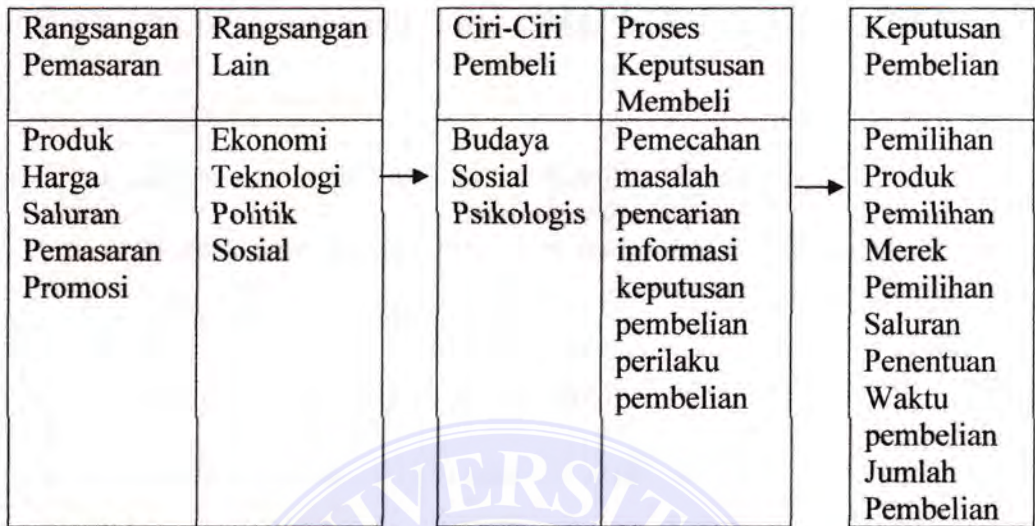 Rangsangan
Pemasaran
Rangsangan
Lain
Ciri-Ciri
Pembeli
Proses
Keputsusan
Membeli
Keputusan
Pembelian
Produk
Harga
Saluran
Pemasaran
Promosi
Ekonomi
Teknologi
Politik
Sosial
Budaya
Sosial
Psikologis
Pemecahan
masalah
pencarian
informasi
keputusan
pembelian
perilaku
pembelian
Pemilihan
Produk
Pemilihan
Merek
Pemilihan
Saluran
Penentuan
Waktu
pembelian
Jumlah
Pembelian